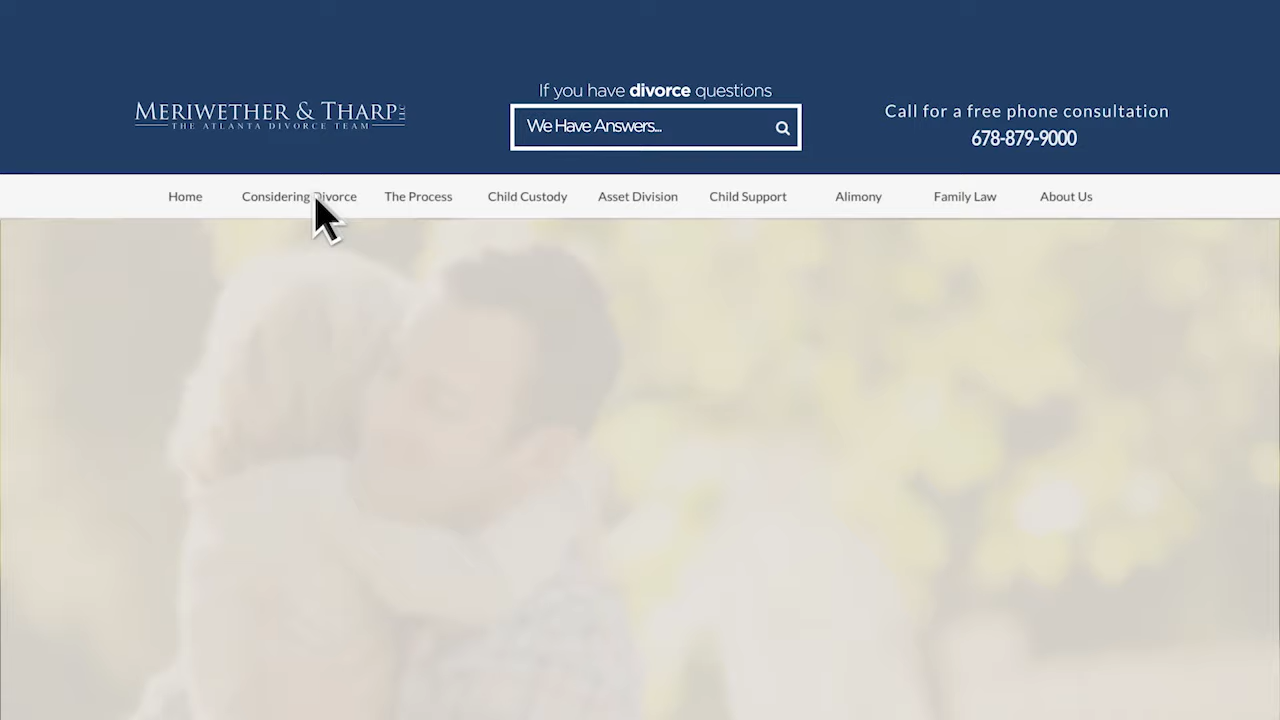 MERIWETHER & THARP LLC
THE ATLANTA DIVORCE TEAM
If you have divorce questions
We Have Answers...
Call for a free phone consultation
678-879-9000
Home Considering Divorce The Process Child Custody Asset Division Child Support Alimony Family Law About Us